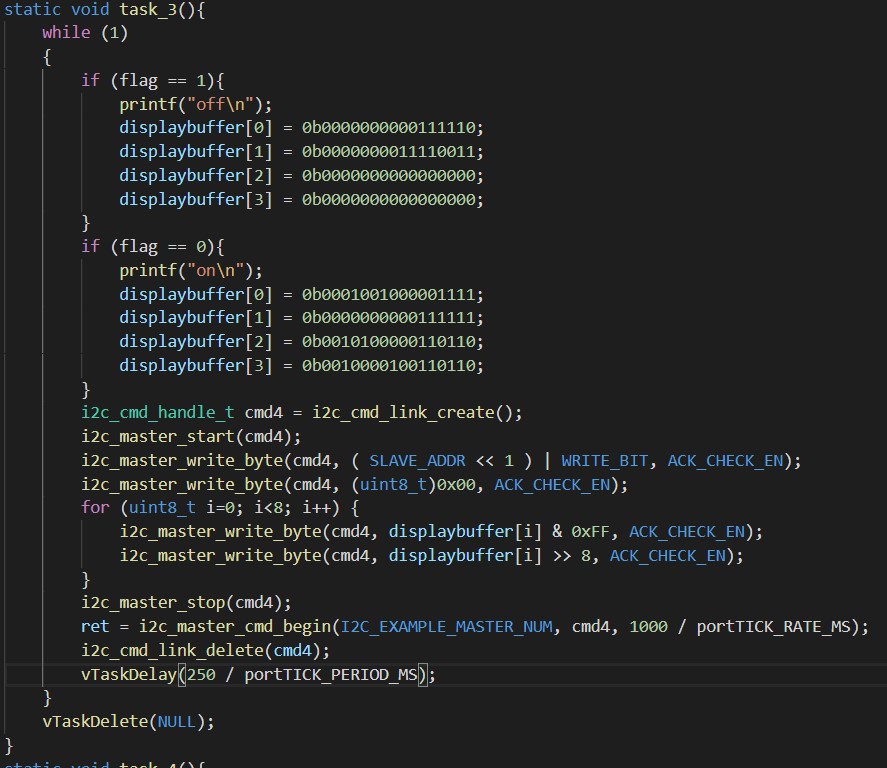 static void task_3(){
    while (1)
    {
        if (flag == 1){
            printf("off\n");
            displaybuffer[0] = 0b0000000000111110;
            displaybuffer[1] = 0b0000000011110011;
            displaybuffer[2] = 0b0000000000000000;
            displaybuffer[3] = 0b0000000000000000;
        }
        if (flag == 0){
            printf("on\n");
            displaybuffer[0] = 0b0001001000001111;
            displaybuffer[1] = 0b0000000000111111;
            displaybuffer[2] = 0b0010100000110110;
            displaybuffer[3] = 0b0010000100110110;
        }
        i2c_cmd_handle_t cmd4 = i2c_cmd_link_create();
        i2c_master_start(cmd4);
        i2c_master_write_byte(cmd4, ( SLAVE_ADDR << 1 ) | WRITE_BIT, ACK_CHECK_EN);
        i2c_master_write_byte(cmd4, (uint8_t)0x00, ACK_CHECK_EN);
        for (uint8_t i=0; i<8; i++) {
            i2c_master_write_byte(cmd4, displaybuffer[i] & 0xFF, ACK_CHECK_EN);
            i2c_master_write_byte(cmd4, displaybuffer[i] >> 8, ACK_CHECK_EN);
        }
        i2c_master_stop(cmd4);
        ret = i2c_master_cmd_begin(I2C_EXAMPLE_MASTER_NUM, cmd4, 1000 / portTICK_RATE_MS);
        i2c_cmd_link_delete(cmd4);
        vTaskDelay(250 / portTICK_PERIOD_MS);
    }
    vTaskDelete(NULL);
}
static void task_4(){